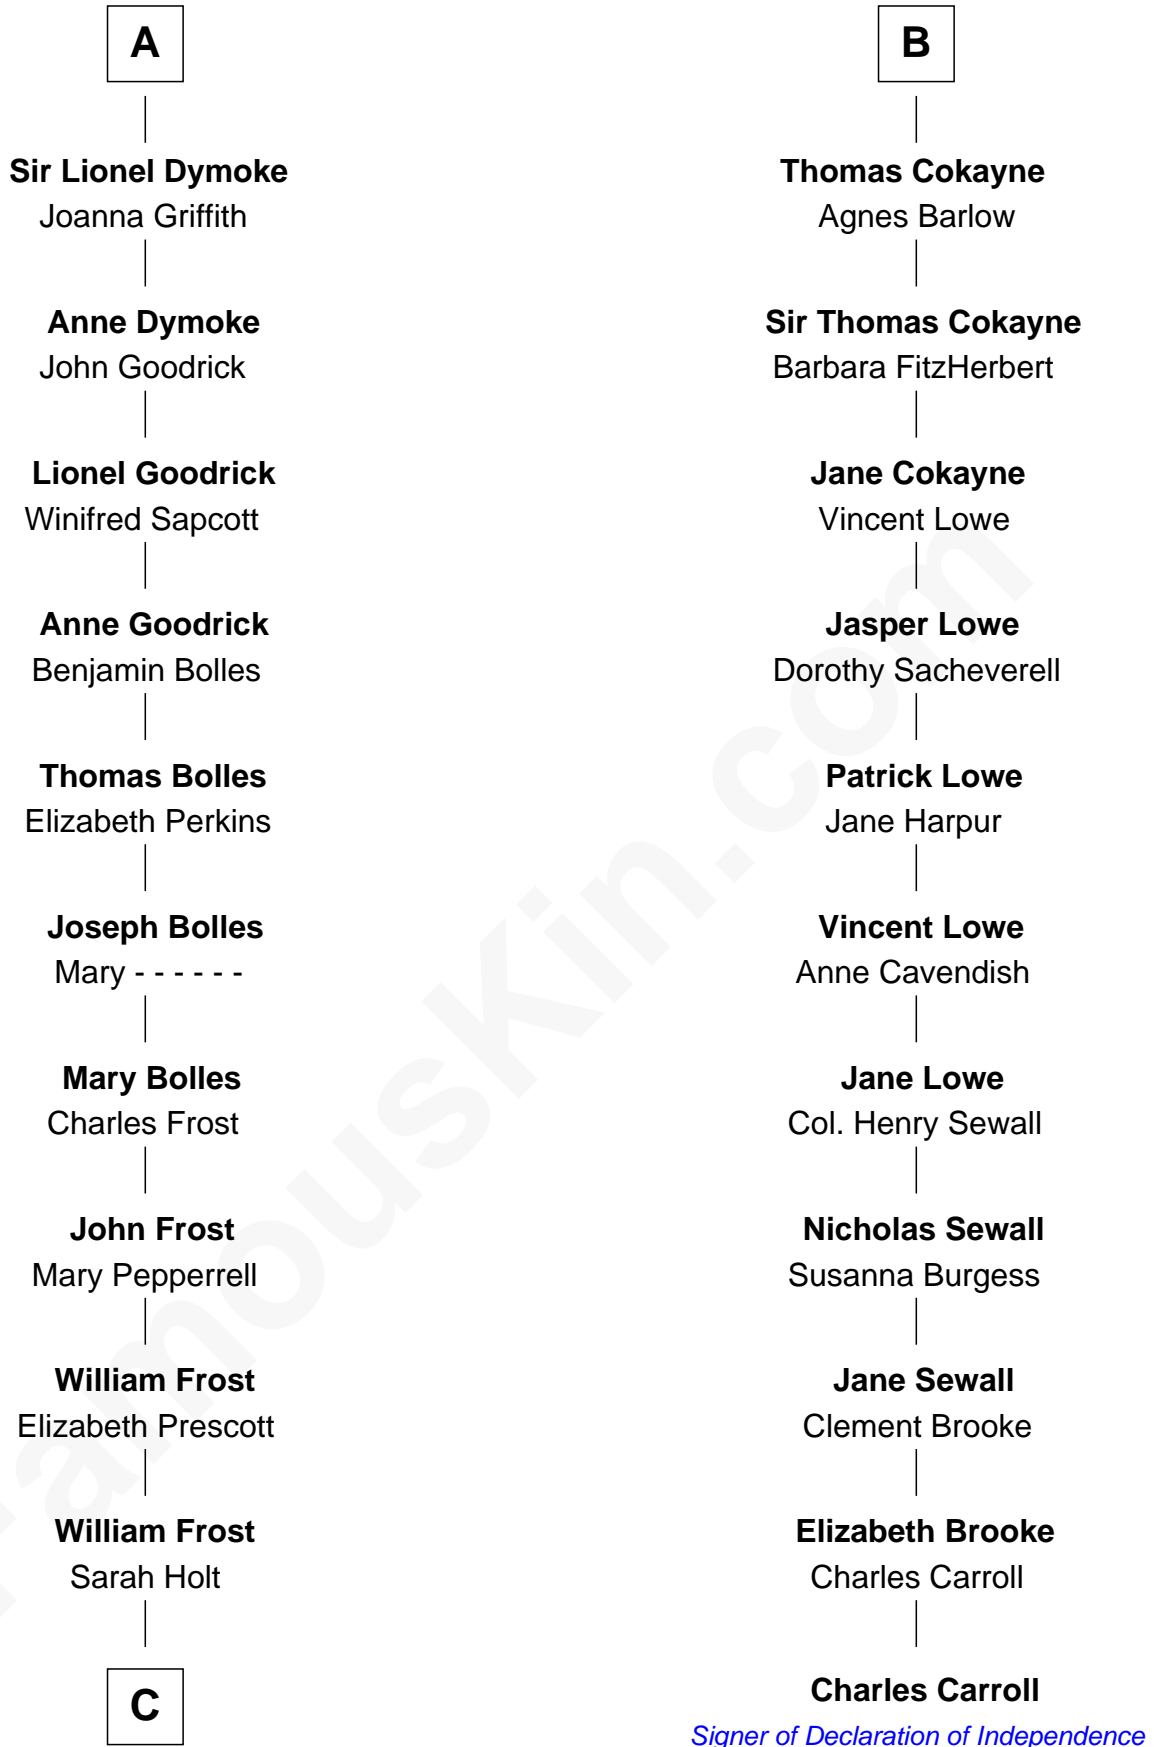 A
Sir Lionel Dymoke
Joanna Griffith
Anne Dymoke
John Goodrick
Lionel Goodrick
Winifred Sapcott
Anne Goodrick
Benjamin Bolles
Thomas Bolles
Elizabeth Perkins
Joseph Bolles
Mary - - - - - -
Mary Bolles
Charles Frost
John Frost
Mary Pepperrell
William Frost
Elizabeth Prescott
William Frost
Sarah Holt
C
B
Thomas Cokayne
Agnes Barlow
Sir Thomas Cokayne
Barbara FitzHerbert
Jane Cokayne
Vincent Lowe
Jasper Lowe
Dorothy Sacheverell
Patrick Lowe
Jane Harpur
Vincent Lowe
Anne Cavendish
Jane Lowe
Col. Henry Sewall
Nicholas Sewall
Susanna Burgess
Jane Sewall
Clement Brooke
Elizabeth Brooke
Charles Carroll
Charles Carroll
Signer of Declaration of Independence
FamousKin.com